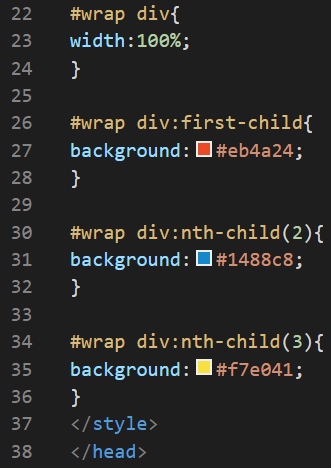 22 #wrap div{
23 width:100%;
24 }
25
26 #wrap div:first-child{
27 background:#eb4a24;
28 }
29
30 #wrap div:nth-child(2){
31 background:#1488c8;
32 }
33
34 #wrap div:nth-child(3){
35 background:#f7e041;
36 }
37 </style>
38 </head>